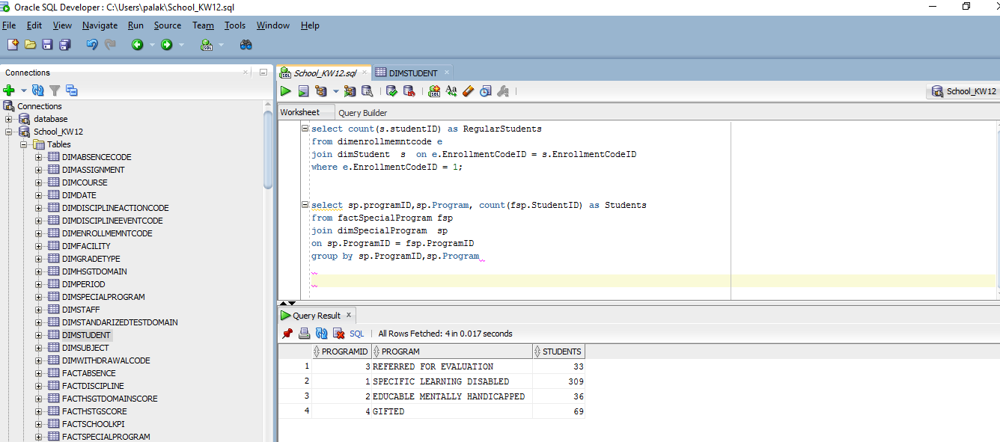 Oracle SQL Developer : C:\Users\palak\School_KW12.sql
File Edit View Navigate Run Source Team Tools Window Help
Connections
School_KW12.sql
DIMSTUDENT
School_KW12
Worksheet
Query Builder
Connections
database
School_KW12
Tables
DIMABSENCECODE
DIMASSIGNMENT
DIMCOURSE
DIMDATE
DIMDISCIPLINEACTIONCODE
DIMDISCIPLINEEVENTCODE
DIMENROLLMEMNTCODE
DIMFACILITY
DIMGRADETYPE
DIMHSGTDOMAIN
DIMPERIOD
DIMSPECIALPROGRAM
DIMSTAFF
DIMSTANDARIZEDTESTDOMAIN
DIMSTUDENT
DIMSUBJECT
DIMWITHDRAWALCODE
FACTABSENCE
FACTDISCIPLINE
FACTHSGTDOMAINSCORE
FACTHSTGSCORE
FACTSCHOOLKPI
FACTSPECIALPROGRAM
select count(s.studentID) as RegularStudents
from dimenrollmemntcode e
join dimStudent  s  on e.EnrollmentCodeID = s.EnrollmentCodeID
where e.EnrollmentCodeID = 1;
select sp.programID,sp.Program, count(fsp.StudentID) as Students
from factSpecialProgram fsp
join dimSpecialProgram  sp
on sp.ProgramID = fsp.ProgramID
group by sp.ProgramID,sp.Program
Query Result
SQL | All Rows Fetched: 4 in 0.017 seconds
PROGRAMID PROGRAM STUDENTS
1 3 REFERRED FOR EVALUATION 33
2 1 SPECIFIC LEARNING DISABLED 309
3 2 EDUCABLE MENTALLY HANDICAPPED 36
4 4 GIFTED 69